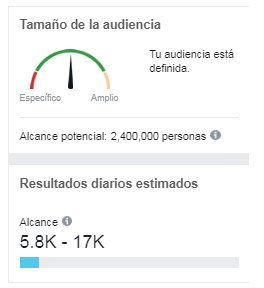 Tamaño de la audiencia
Tu audiencia está
definida.
Específico Amplio
Alcance potencial: 2,400,000 personas
Resultados diarios estimados
Alcance
5.8K - 17K